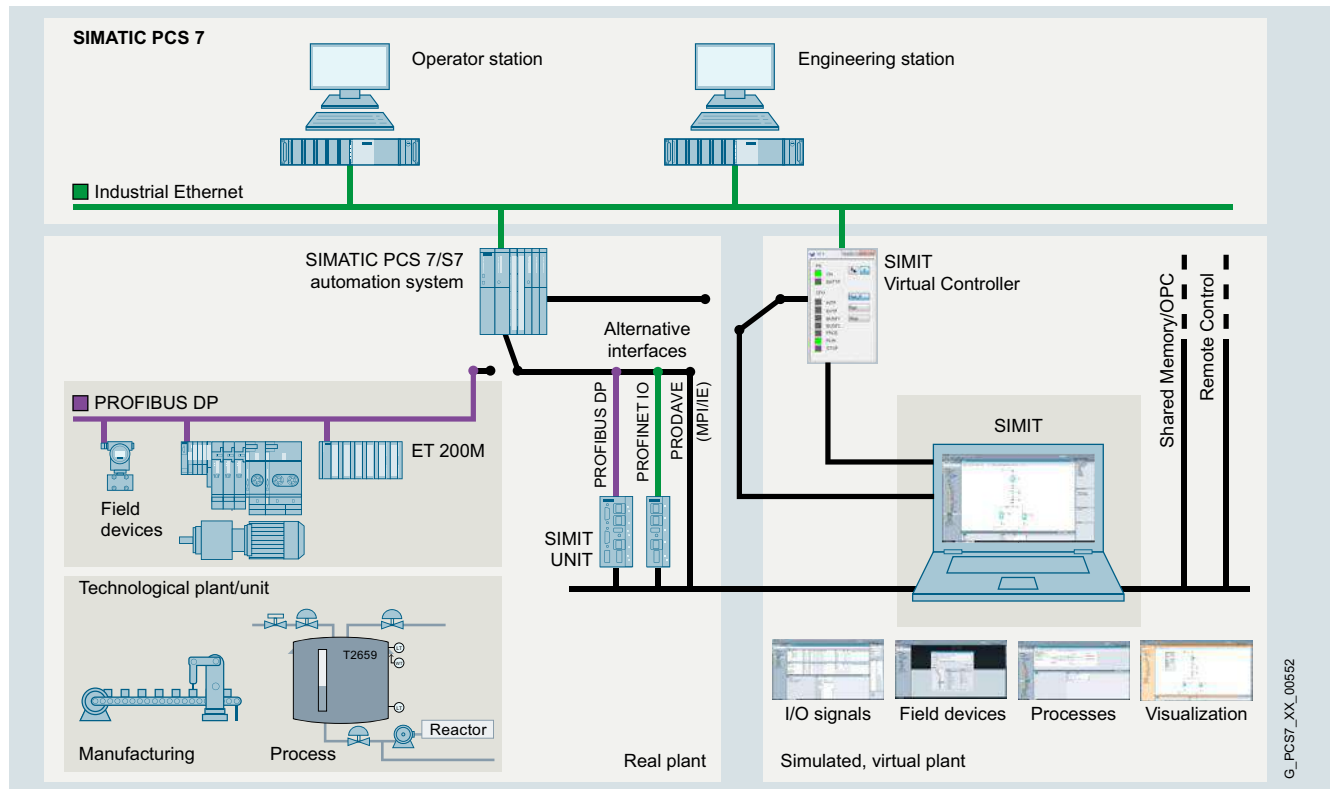 SIMATIC PCS 7
Operator station
Engineering station
Industrial Ethernet
SIMATIC PCS 7/S7
automation system
SIMIT
Virtual Controller
Alternative
interfaces
PROFIBUS DP
PROFINET IO
PRODAVE
(MPI/IE)
Shared Memory/OPC
Remote Control
PROFIBUS DP
ET 200M
Field
devices
SIMIT
UNIT
SIMIT
Technological plant/unit
T2659
LT
LT
Reactor
Manufacturing
Process
Real plant
I/O signals
Field devices
Processes
Visualization
Simulated, virtual plant
G_PCS7_XX_00552